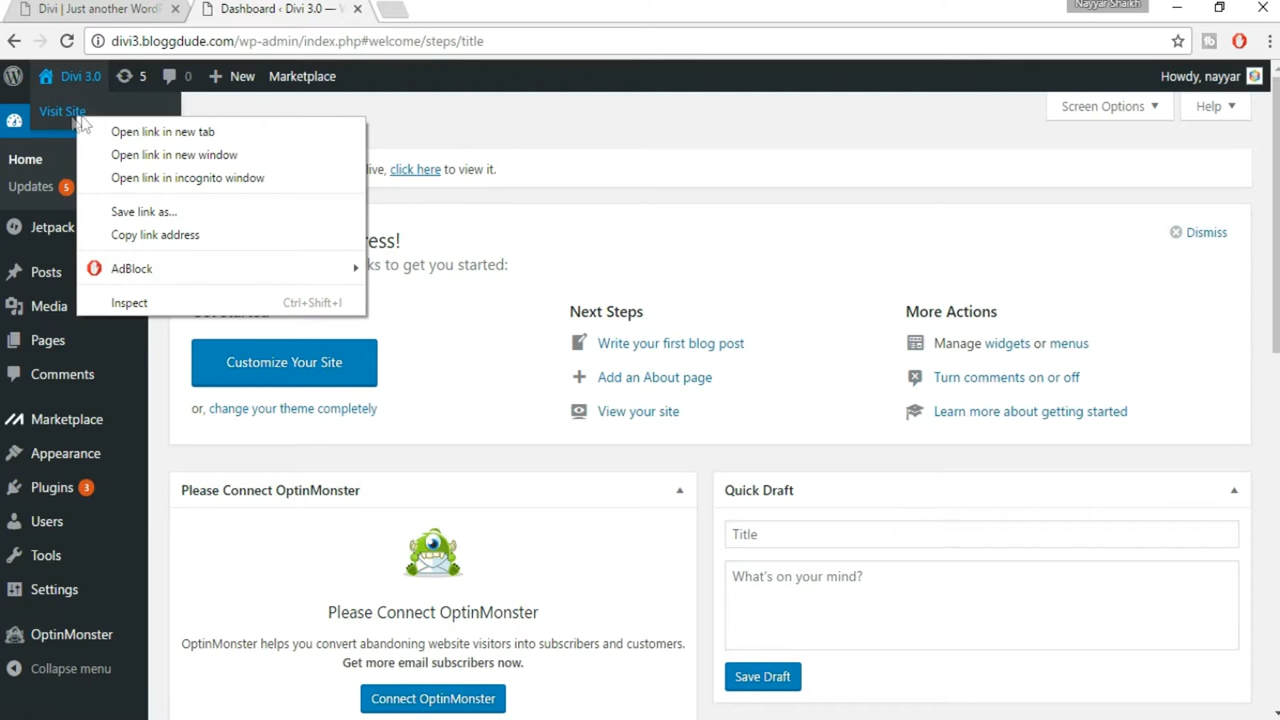 Divi | Just another WordP
Dashboard ‹ Divi 3.0 —
Nayyar Shaikh
divi3.bloggdude.com/wp-admin/index.php#welcome/steps/title
Divi 3.0
5
0
New
Marketplace
Howdy, nayyar
Visit Site
Screen Options
Help
Open link in new tab
Open link in new window
Open link in incognito window
Save link as...
Copy link address
AdBlock
Inspect
Ctrl+Shift+I
Home
Updates 5
Jetpack
Posts
Media
Pages
Comments
Marketplace
Appearance
Plugins 3
Users
Tools
Settings
OptinMonster
Collapse menu
live, click here to view it.
ress!
ks to get you started:
Dismiss
Customize Your Site
or, change your theme completely
Next Steps
Write your first blog post
Add an About page
View your site
More Actions
Manage widgets or menus
Turn comments on or off
Learn more about getting started
Please Connect OptinMonster
Please Connect OptinMonster
OptinMonster helps you convert abandoning website visitors into subscribers and customers.
Get more email subscribers now.
Connect OptinMonster
Quick Draft
Title
What's on your mind?
Save Draft